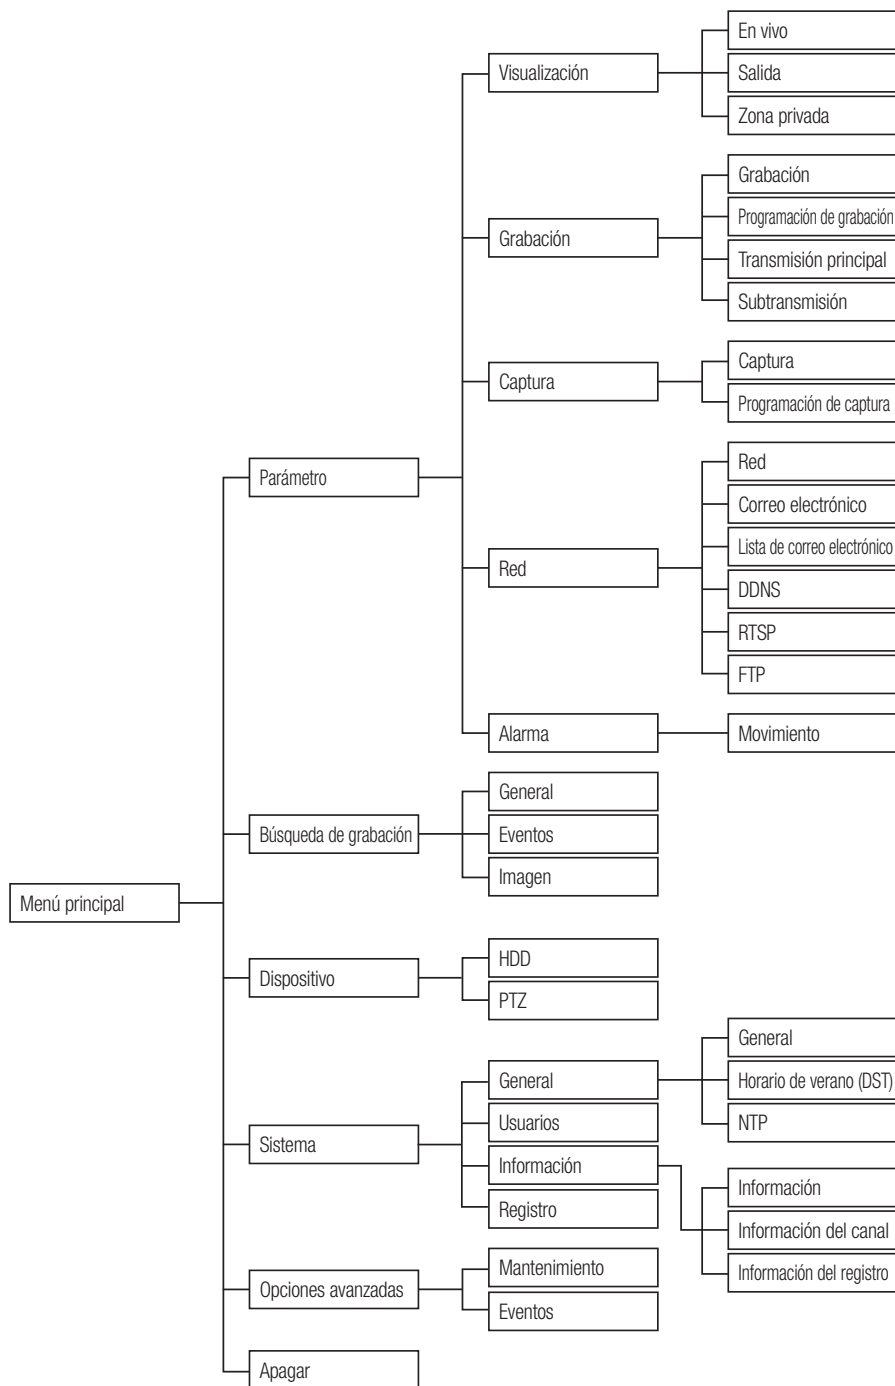 Menú principal
Parámetro
Visualización
En vivo
Salida
Zona privada
Grabación
Grabación
Programación de grabación
Transmisión principal
Subtransmisión
Captura
Captura
Programación de captura
Red
Red
Correo electrónico
Lista de correo electrónico
DDNS
RTSP
FTP
Alarma
Movimiento
Búsqueda de grabación
General
Eventos
Imagen
Dispositivo
HDD
PTZ
Sistema
General
General
Horario de verano (DST)
NTP
Usuarios
Información
Información
Información del canal
Información del registro
Registro
Opciones avanzadas
Mantenimiento
Eventos
Apagar